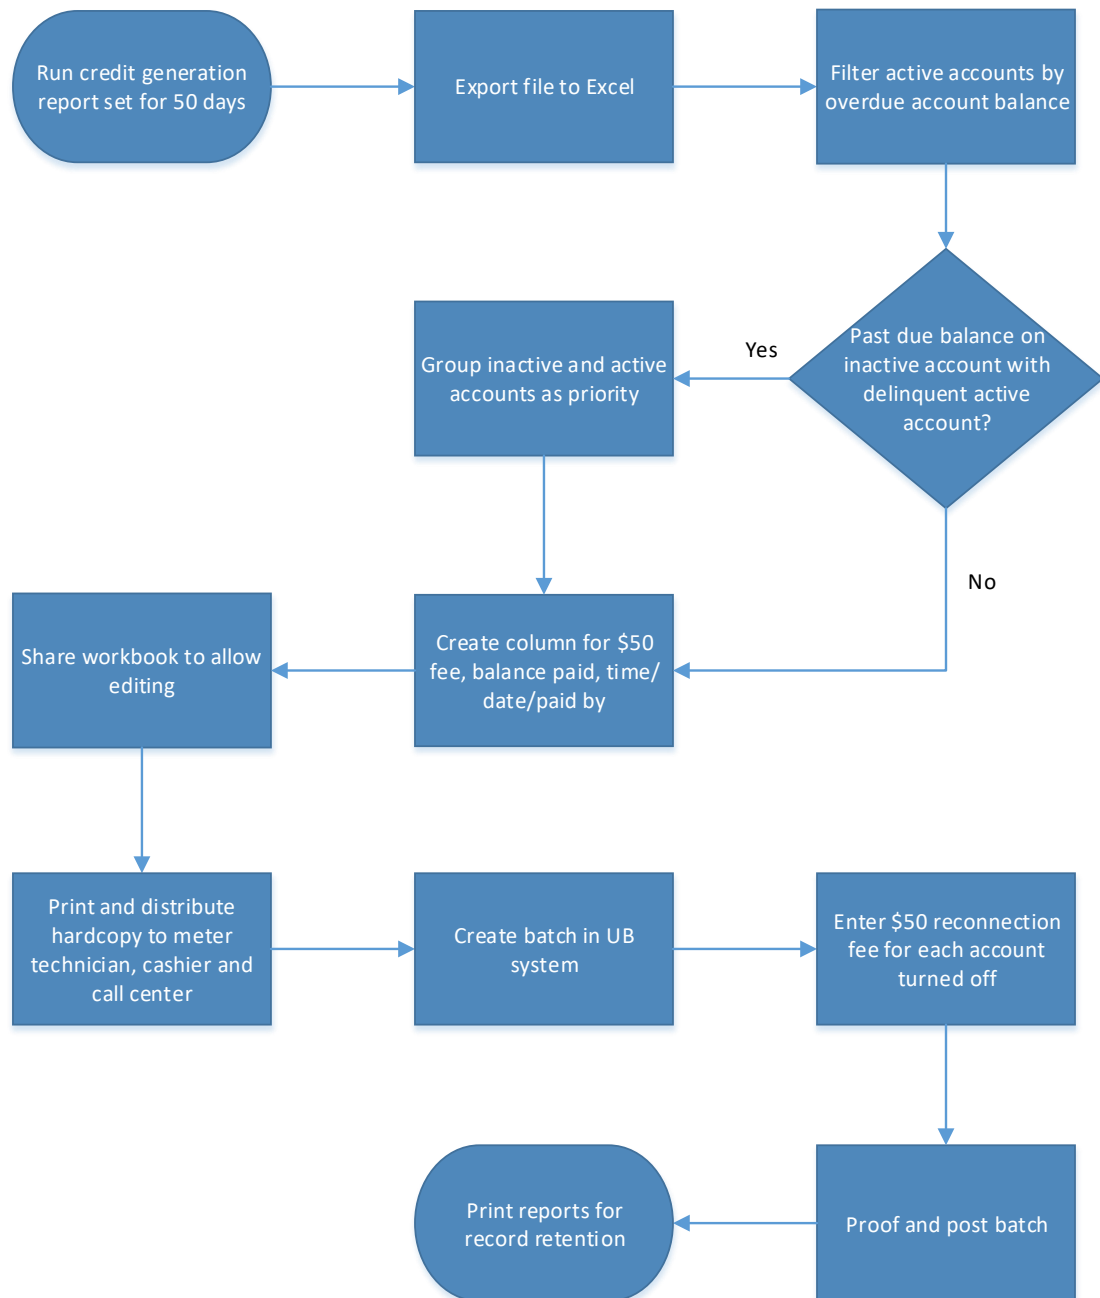 Run credit generation
report set for 50 days
Export file to Excel
Filter active accounts by
overdue account balance
Past due balance on
inactive account with
delinquent active
account?
Yes
Group inactive and active
accounts as priority
No
Create column for $50
fee, balance paid, time/
date/paid by
Share workbook to allow
editing
Print and distribute
hardcopy to meter
technician, cashier and
call center
Create batch in UB
system
Enter $50 reconnection
fee for each account
turned off
Proof and post batch
Print reports for
record retention